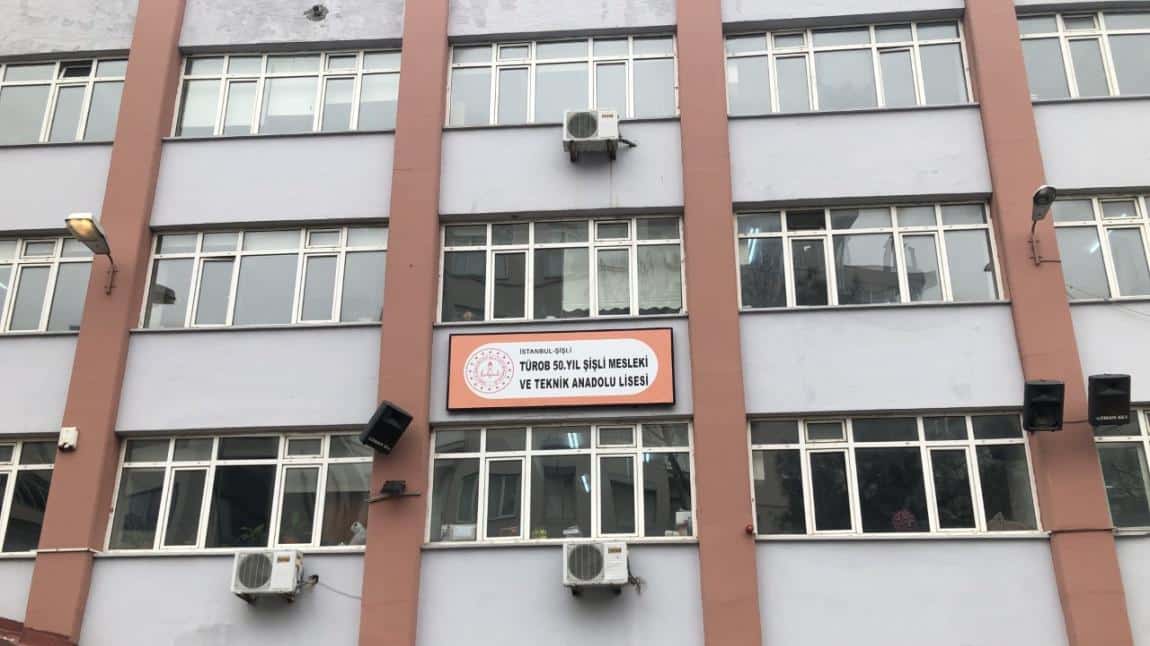 İSTANBUL-ŞİŞLİ
TÜROB 50.YIL ŞİŞLİ MESLEKİ
VE TEKNİK ANADOLU LİSESİ